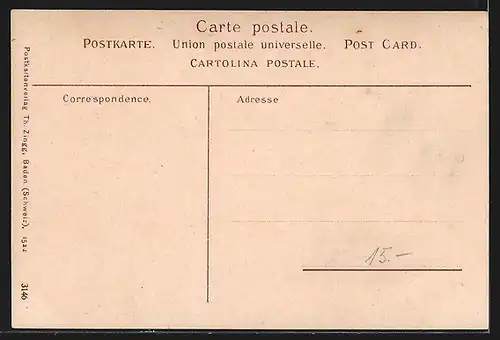 Carte postale.
POSTKARTE. Union postale universelle. POST CARD.
CARTOLINA POSTALE.
Correspondence.
Adresse
15.-
Postkartenverlag Th. Zingg, Baden (Schweiz), 1522
3146